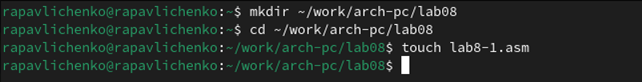 rapavlichenko@rapavlichenko:~$ mkdir ~/work/arch-pc/lab08
rapavlichenko@rapavlichenko:~$ cd ~/work/arch-pc/lab08
rapavlichenko@rapavlichenko:~/work/arch-pc/lab08$ touch lab8-1.asm
rapavlichenko@rapavlichenko:~/work/arch-pc/lab08$